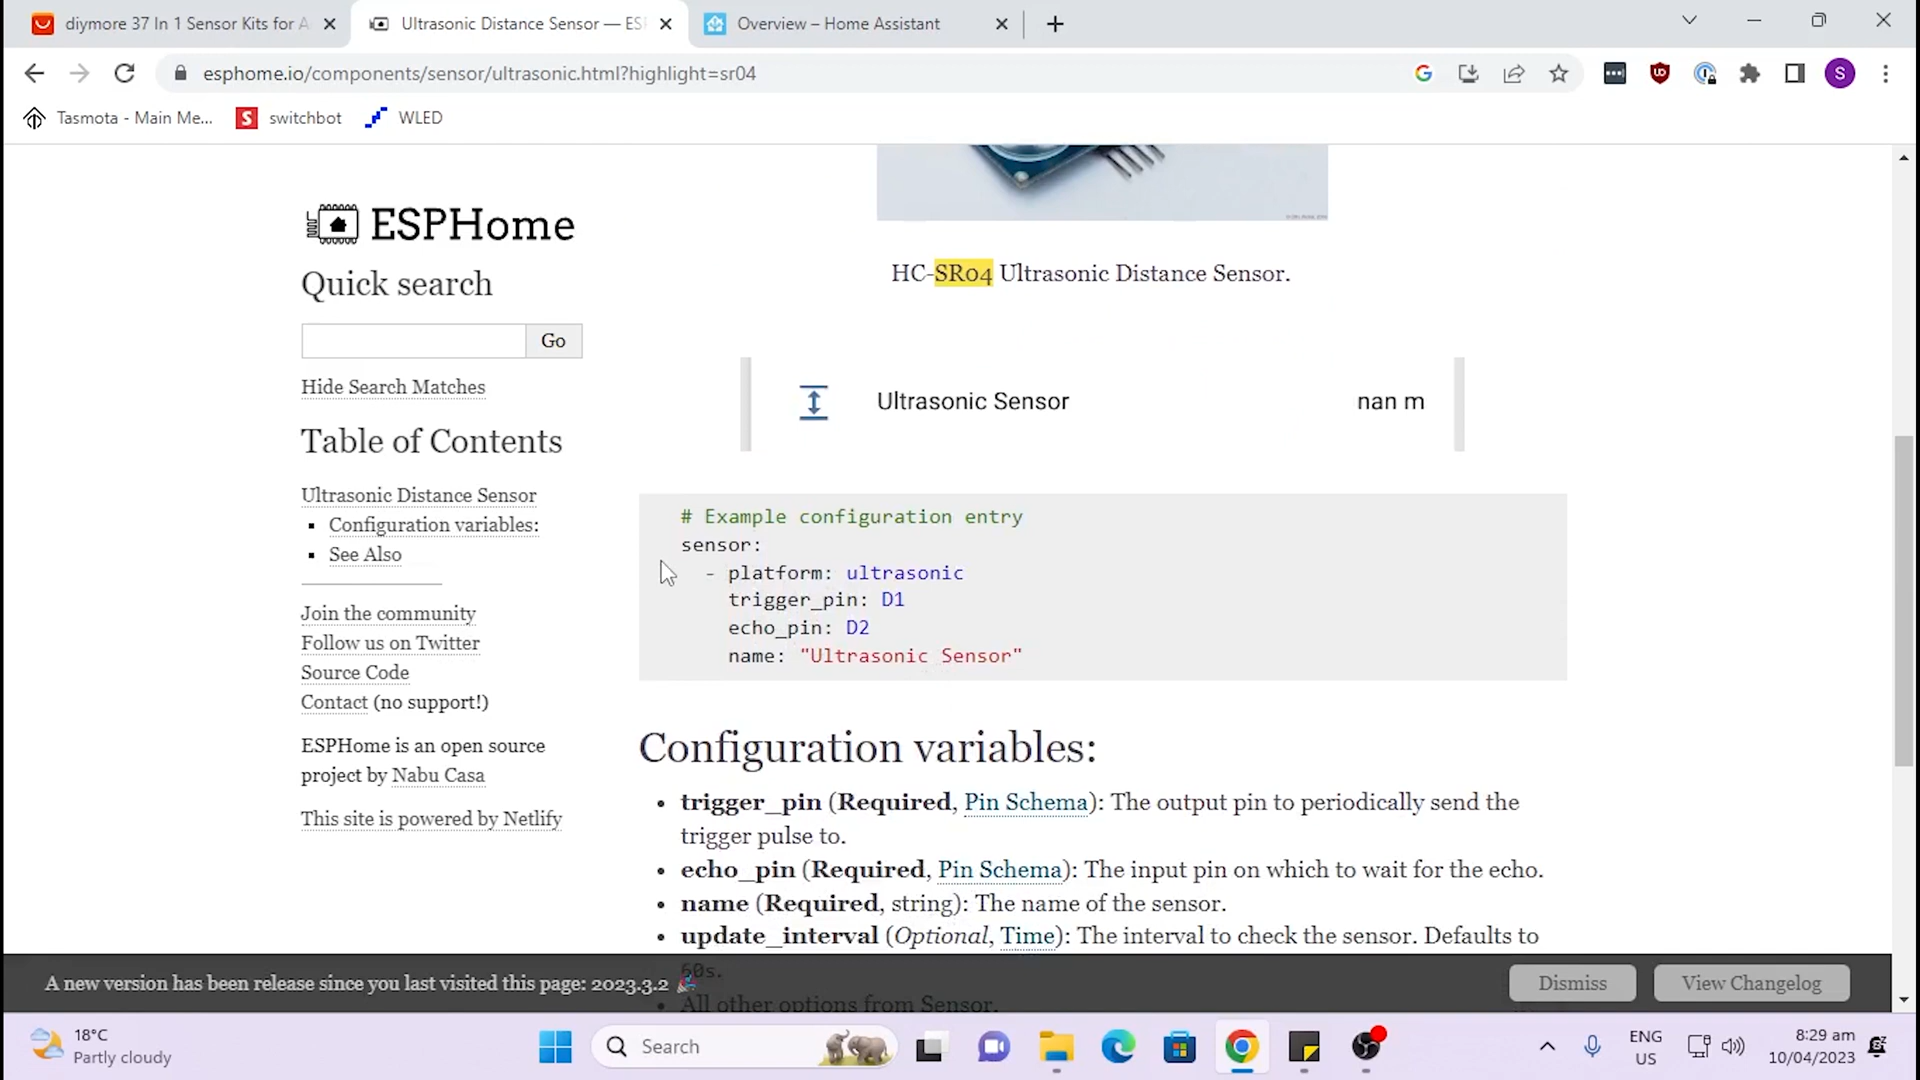 diymore 37 In 1 Sensor Kits for A
Ultrasonic Distance Sensor — ESP
Overview – Home Assistant
esphome.io/components/sensor/ultrasonic.html?highlight=sr04
S
Tasmota - Main Me...
S switchbot
WLED
ESPHome
Quick search
Go
Hide Search Matches
Table of Contents
Ultrasonic Distance Sensor
Configuration variables:
See Also
Join the community
Follow us on Twitter
Source Code
Contact (no support!)
ESPHome is an open source
project by Nabu Casa
This site is powered by Netlify
HC-SR04 Ultrasonic Distance Sensor.
Ultrasonic Sensor nan m
# Example configuration entry
sensor:
- platform: ultrasonic
trigger_pin: D1
echo_pin: D2
name: "Ultrasonic Sensor"
Configuration variables:
• trigger_pin (Required, Pin Schema): The output pin to periodically send the
trigger pulse to.
• echo_pin (Required, Pin Schema): The input pin on which to wait for the echo.
• name (Required, string): The name of the sensor.
• update_interval (Optional, Time): The interval to check the sensor. Defaults to
60s.
All other options from Sensor.
A new version has been release since you last visited this page: 2023.3.2 🎉
Dismiss
View Changelog
18°C
Partly cloudy
Search
ENG
US
8:29 am
10/04/2023